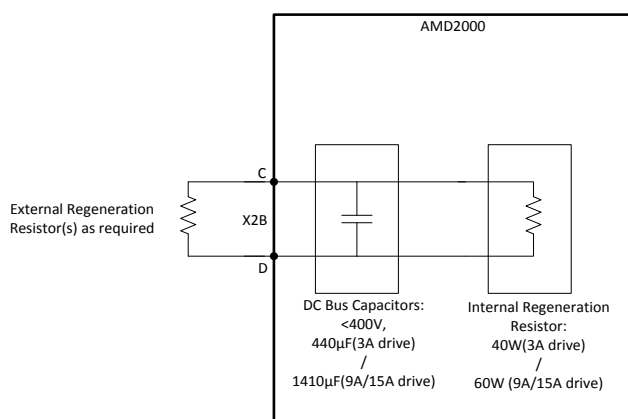 AMD2000
C
External Regeneration
Resistor(s) as required
X2B
D
DC Bus Capacitors:
<400V,
440µF(3A drive)
/
1410µF(9A/15A drive)
Internal Regeneration
Resistor:
40W(3A drive)
/
60W (9A/15A drive)